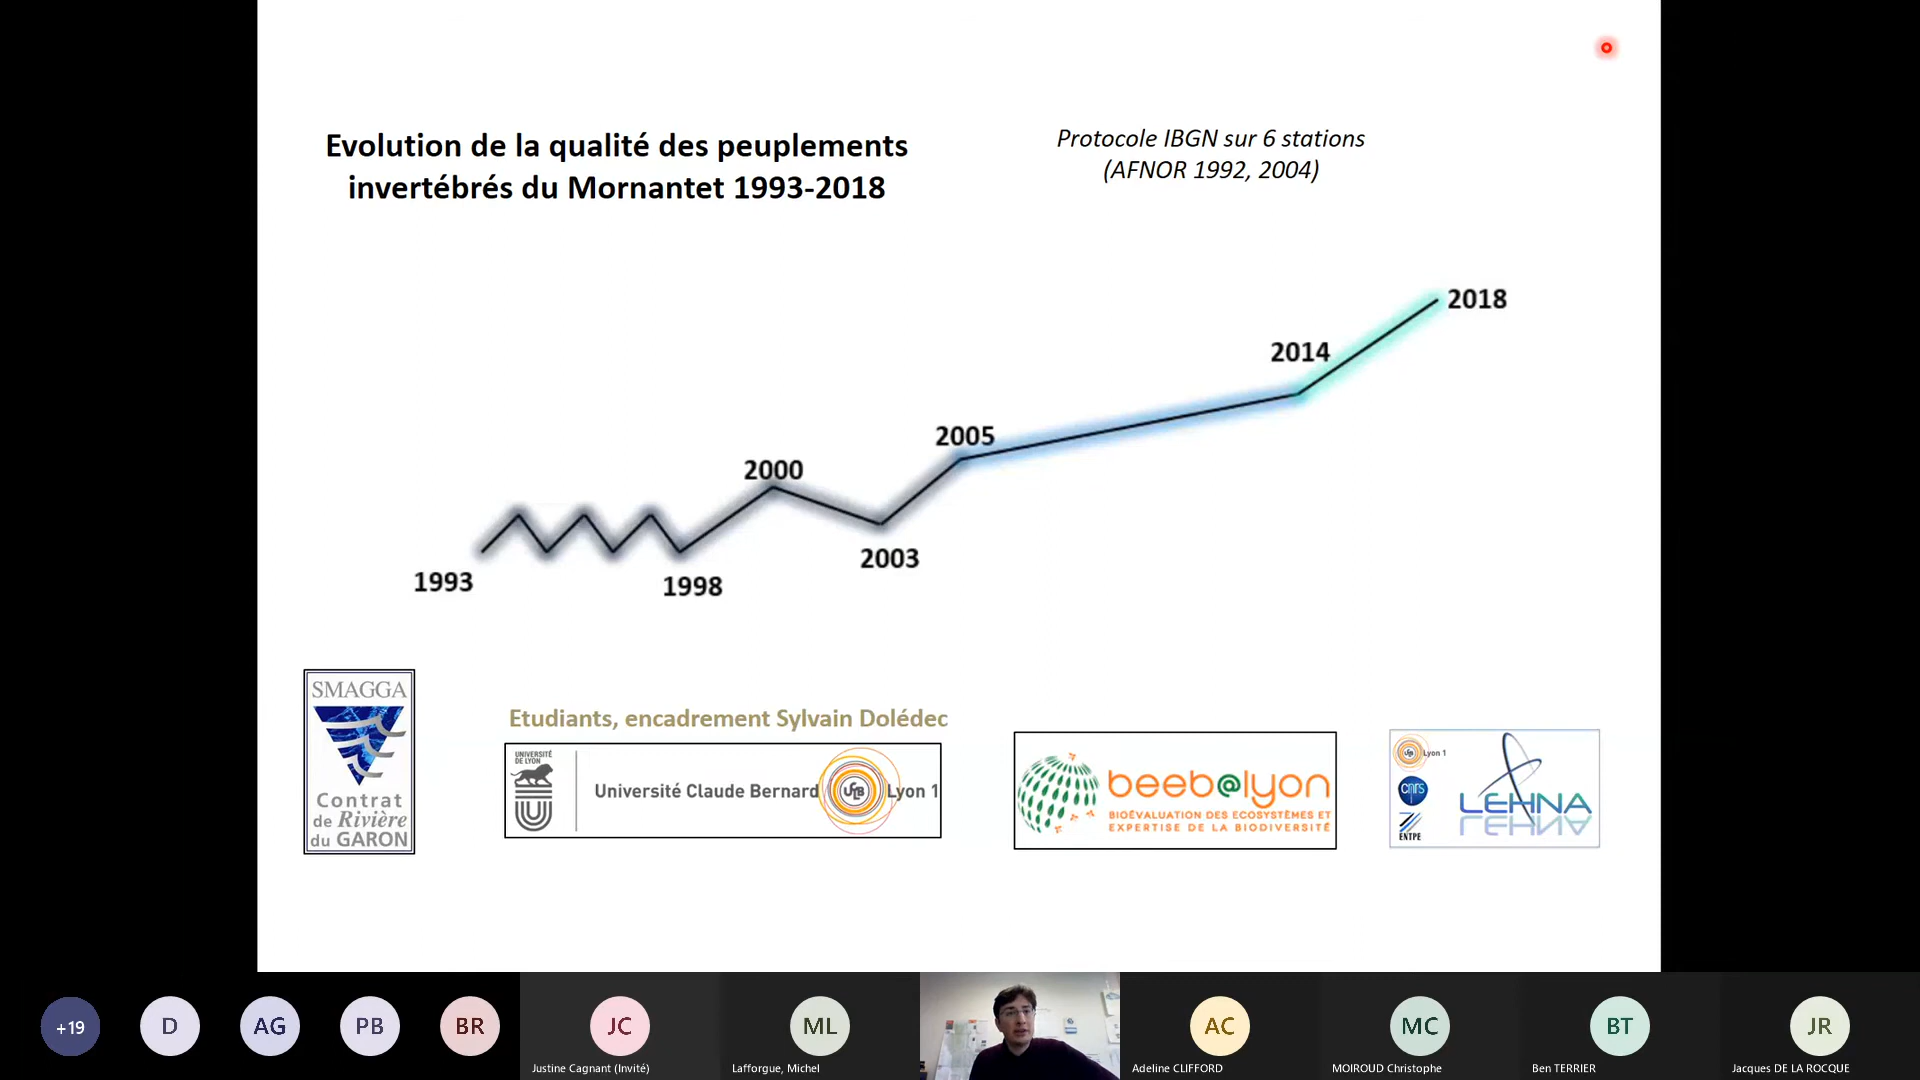 Evolution de la qualité des peuplements
invertébrés du Mornantet 1993-2018
Protocole IBGN sur 6 stations
(AFNOR 1992, 2004)
2018
2014
2005
2000
2003
1993
1998
SMAGGA
Contrat
de Rivière
du GARON
Etudiants, encadrement Sylvain Dolédec
UNIVERSITÉ
DE LYON
Université Claude Bernard
UCB
Lyon 1
beeb@lyon
BIOÉVALUATION DES ECOSYSTÈMES ET
EXPERTISE DE LA BIODIVERSITÉ
Lyon 1
cnrs
ENTPE
LEHNA
+19
D
AG
PB
BR
JC
ML
AC
MC
BT
JR
Justine Cagnant (Invité)
Lafforgue, Michel
Adeline CLIFFORD
MOIROUD Christophe
Ben TERRIER
Jacques DE LA ROCQUE